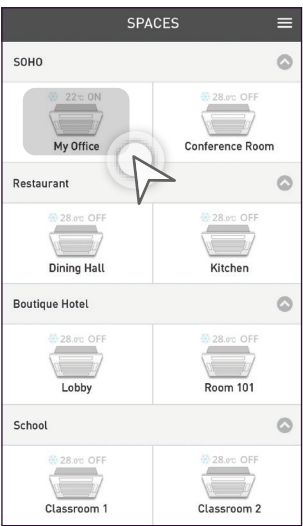 SPACES
SOHO
22℃ ON
28.0℃ OFF
My Office
Conference Room
Restaurant
28.0℃ OFF
28.0℃ OFF
Dining Hall
Kitchen
Boutique Hotel
28.0℃ OFF
28.0℃ OFF
Lobby
Room 101
School
28.0℃ OFF
28.0℃ OFF
Classroom 1
Classroom 2